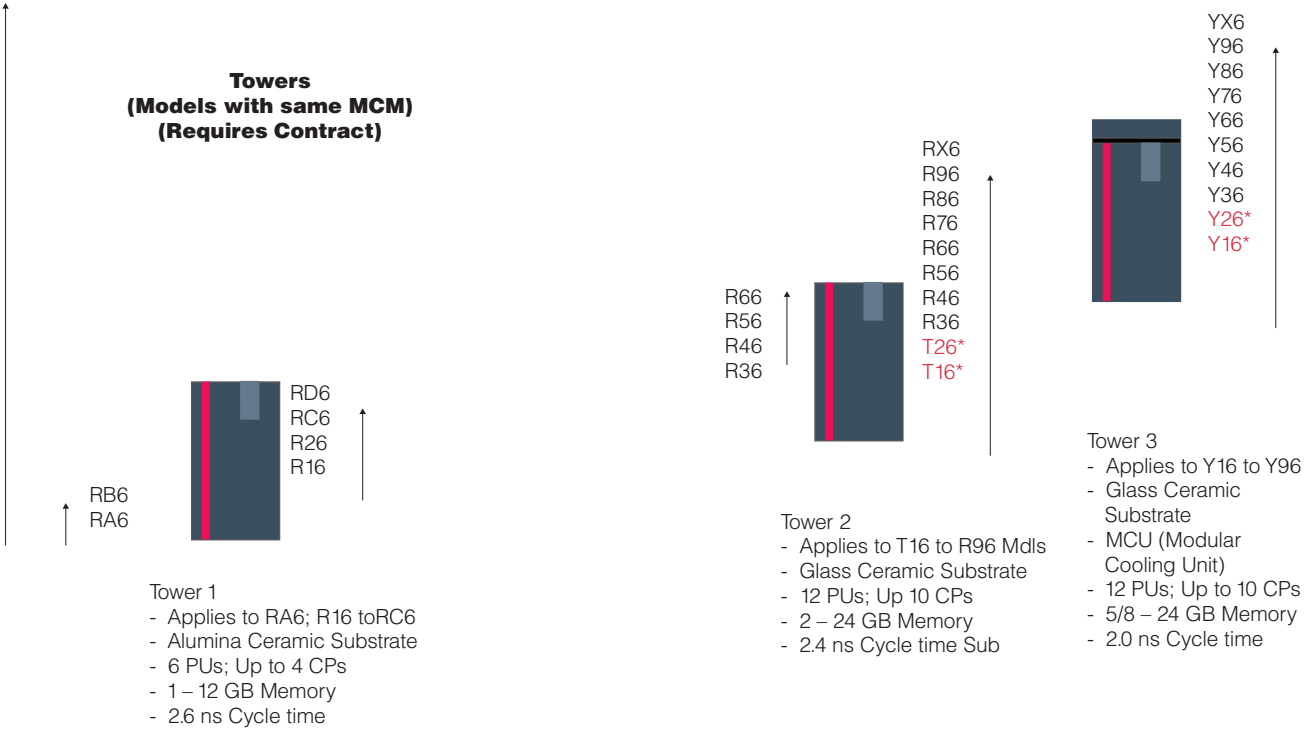 Towers
(Models with same MCM)
(Requires Contract)
RB6
RA6
RD6
RC6
R26
R16
Tower 1
- Applies to RA6; R16 toRC6
- Alumina Ceramic Substrate
- 6 PUs; Up to 4 CPs
- 1 – 12 GB Memory
- 2.6 ns Cycle time
R66
R56
R46
R36
RX6
R96
R86
R76
R66
R56
R46
R36
T26*
T16*
Tower 2
- Applies to T16 to R96 Mdls
- Glass Ceramic Substrate
- 12 PUs; Up 10 CPs
- 2 – 24 GB Memory
- 2.4 ns Cycle time Sub
YX6
Y96
Y86
Y76
Y66
Y56
Y46
Y36
Y26*
Y16*
Tower 3
- Applies to Y16 to Y96
- Glass Ceramic
Substrate
- MCU (Modular
Cooling Unit)
- 12 PUs; Up to 10 CPs
- 5/8 – 24 GB Memory
- 2.0 ns Cycle time